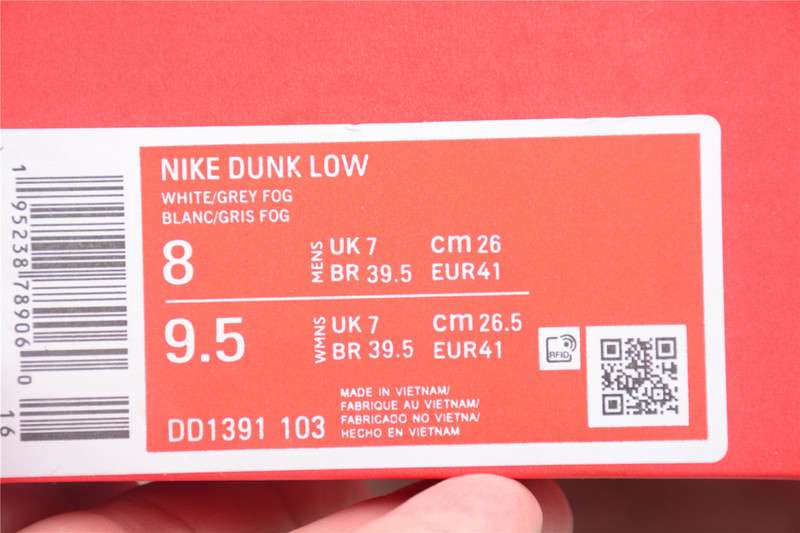 NIKE DUNK LOW
WHITE/GREY FOG
BLANC/GRIS FOG
8
MENS
UK 7
cm 26
BR 39.5
EUR41
9.5
WMNS
UK 7
cm 26.5
BR 39.5
EUR41
RFID
DD1391 103
MADE IN VIETNAM/
FABRIQUE AU VIETNAM/
FABRICADO NO VIETNA/
HECHO EN VIETNAM
1 95238 78906 0
16